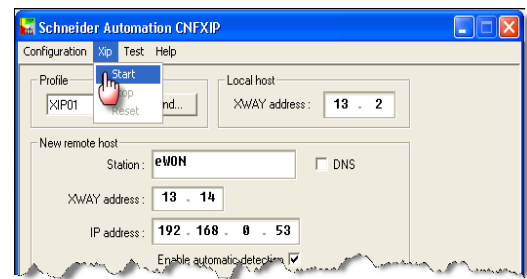 Schneider Automation CNFXIP
Configuration Xip Test Help
Start
Reset
Profile
XIP01
Local host
XWAY address : 13 . 2
New remote host
Station : eWON
DNS
XWAY address : 13 . 14
IP address : 192 . 168 . 0 . 53
Enable automatic detection